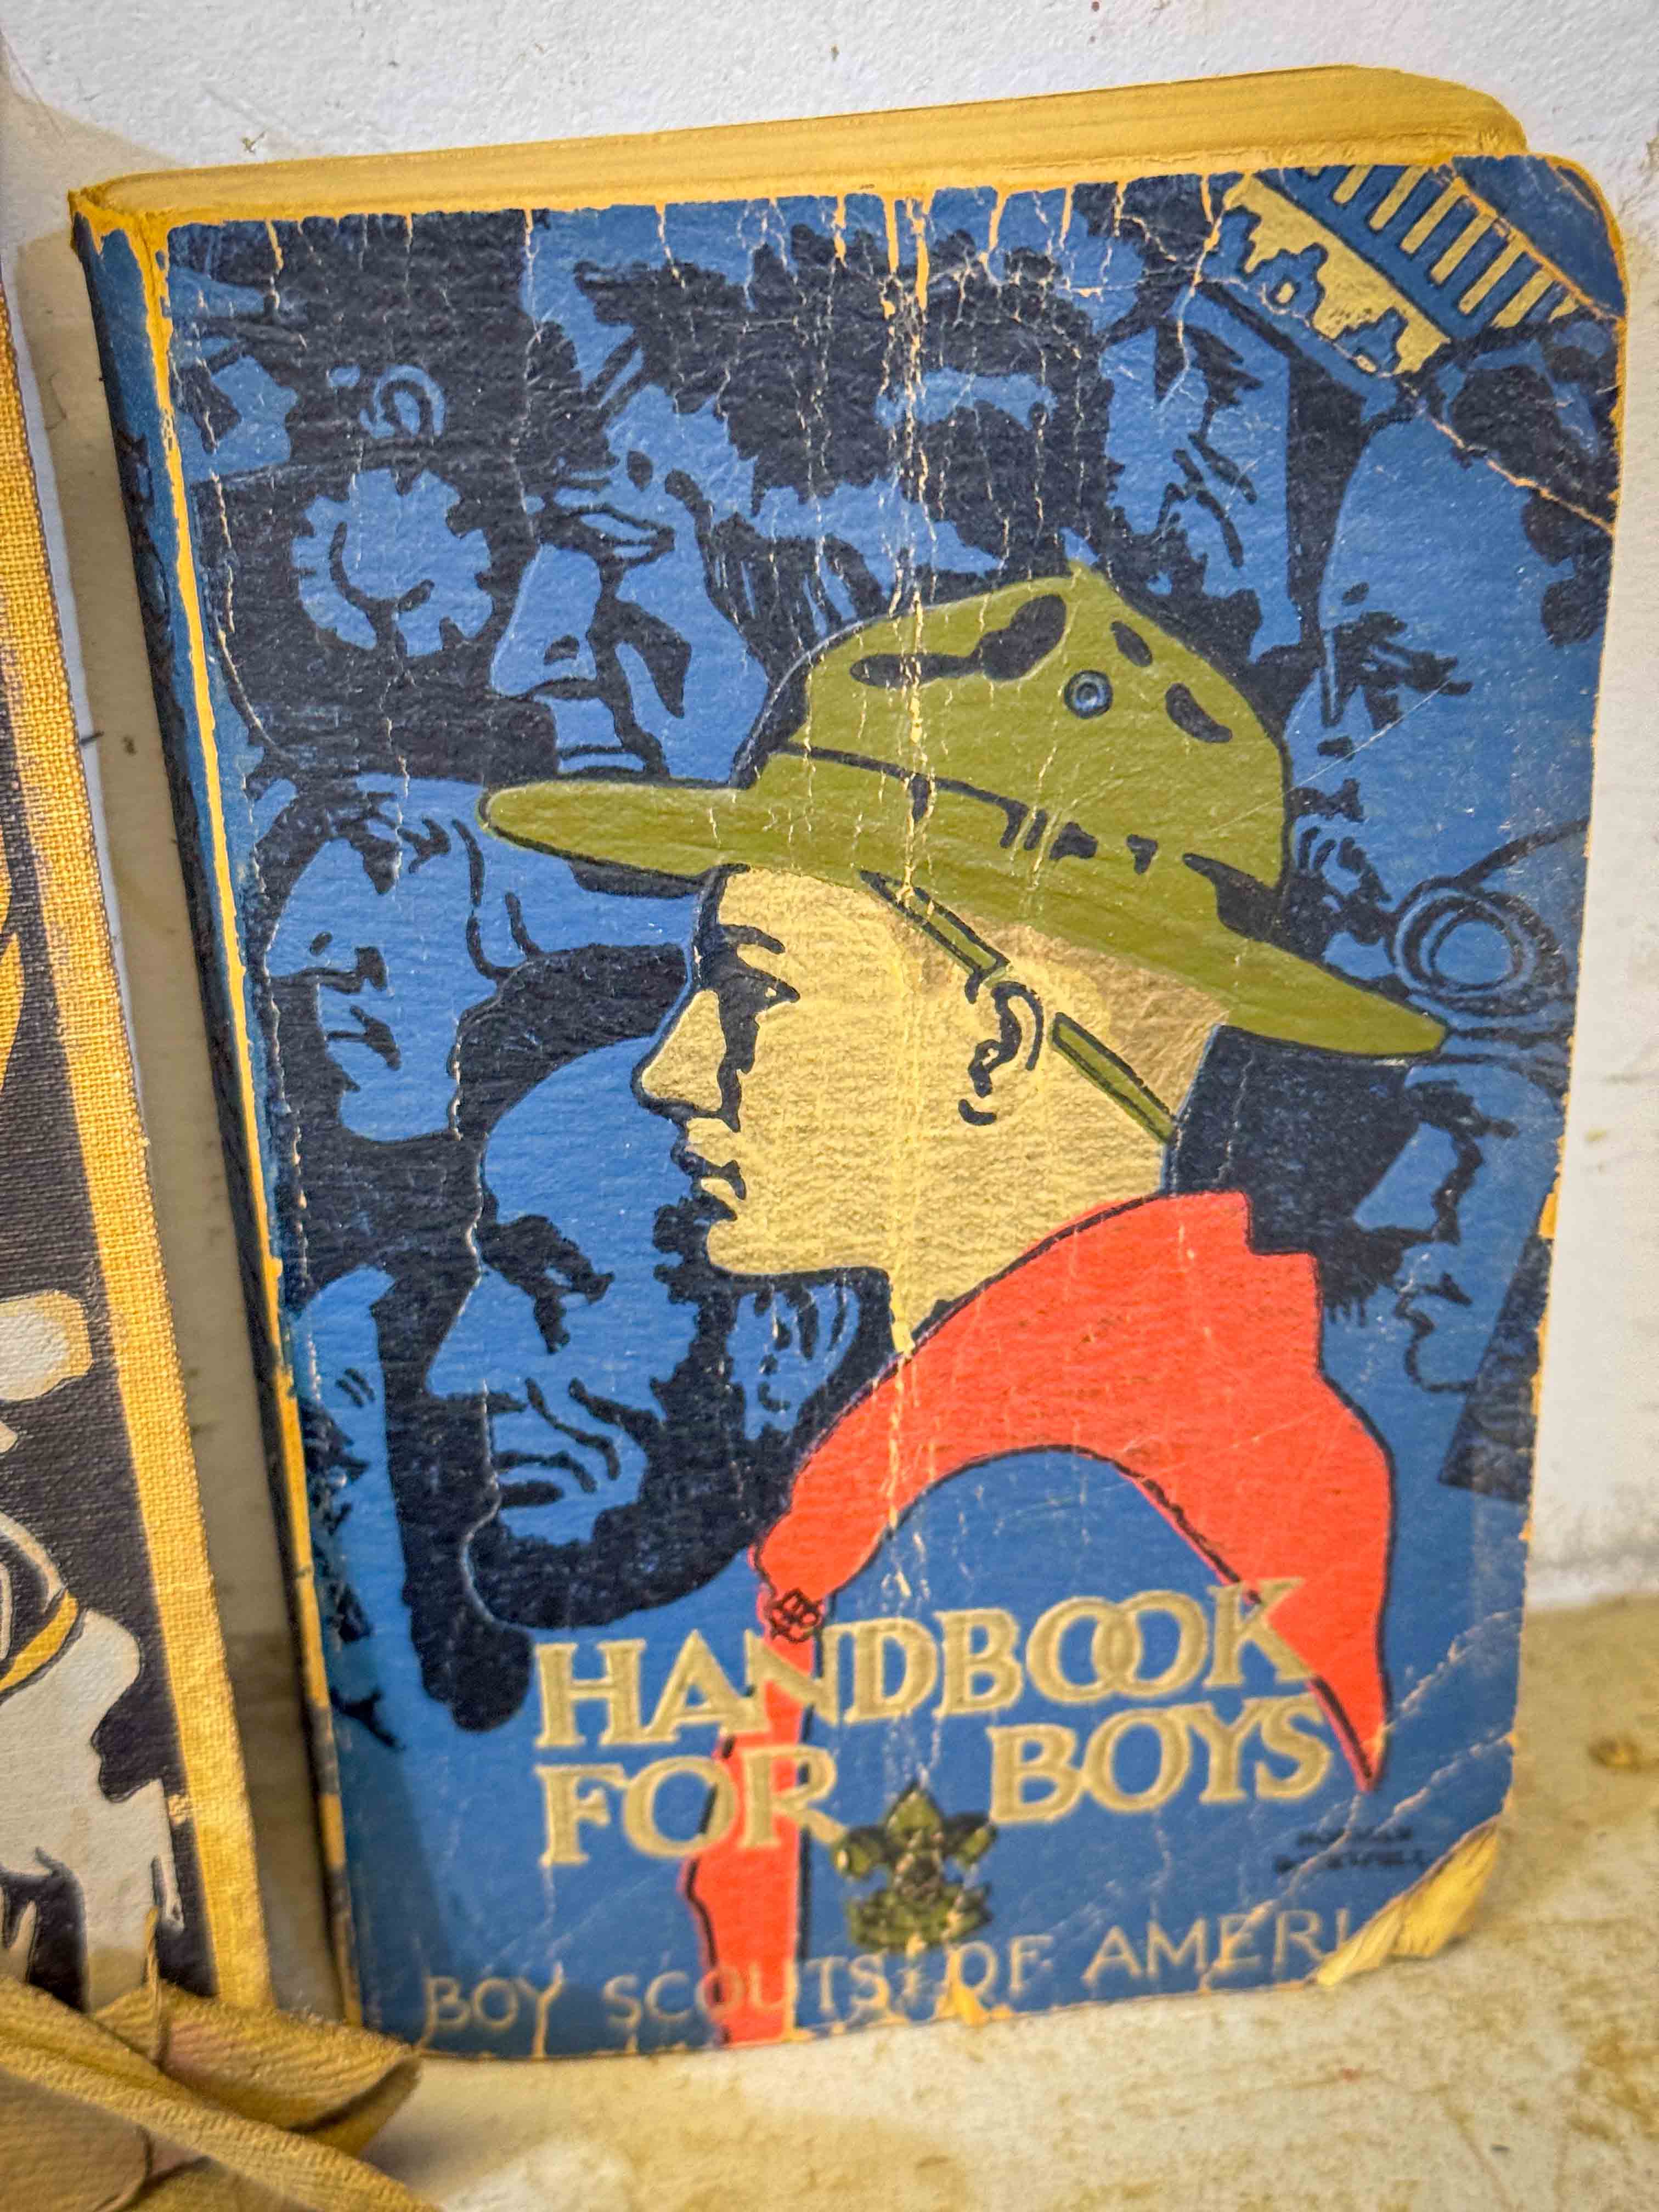 HANDBOOK
FOR BOYS
BOY SCOUTS OF AMERI